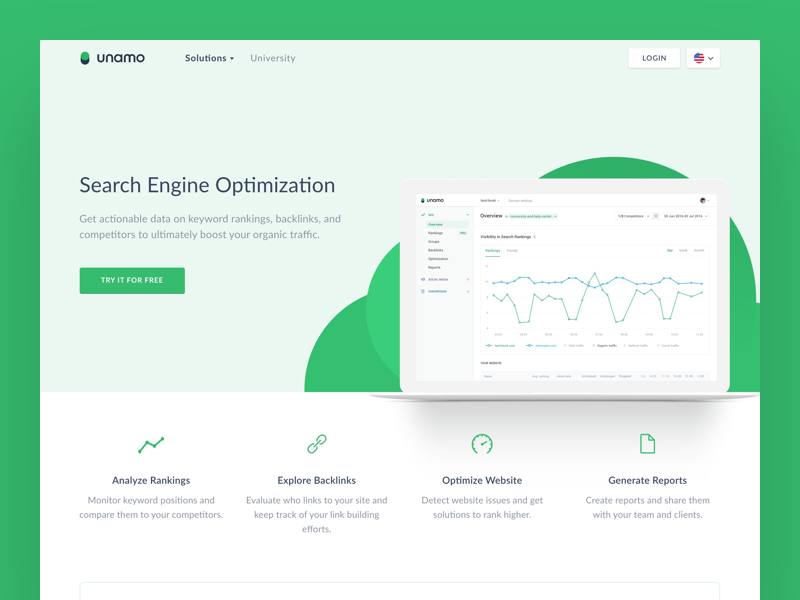 unamo
Solutions
University
LOGIN
Search Engine Optimization
Get actionable data on keyword rankings, backlinks, and
competitors to ultimately boost your organic traffic.
TRY IT FOR FREE
unamo
Overview
SEO
Overview
Rankings
Groups
Backlinks
Optimization
Reports
Visibility in Search Rankings
Rankings
Analyze Rankings
Monitor keyword positions and
compare them to your competitors.
Explore Backlinks
Evaluate who links to your site and
keep track of your link building
efforts.
Optimize Website
Detect website issues and get
solutions to rank higher.
Generate Reports
Create reports and share them
with your team and clients.